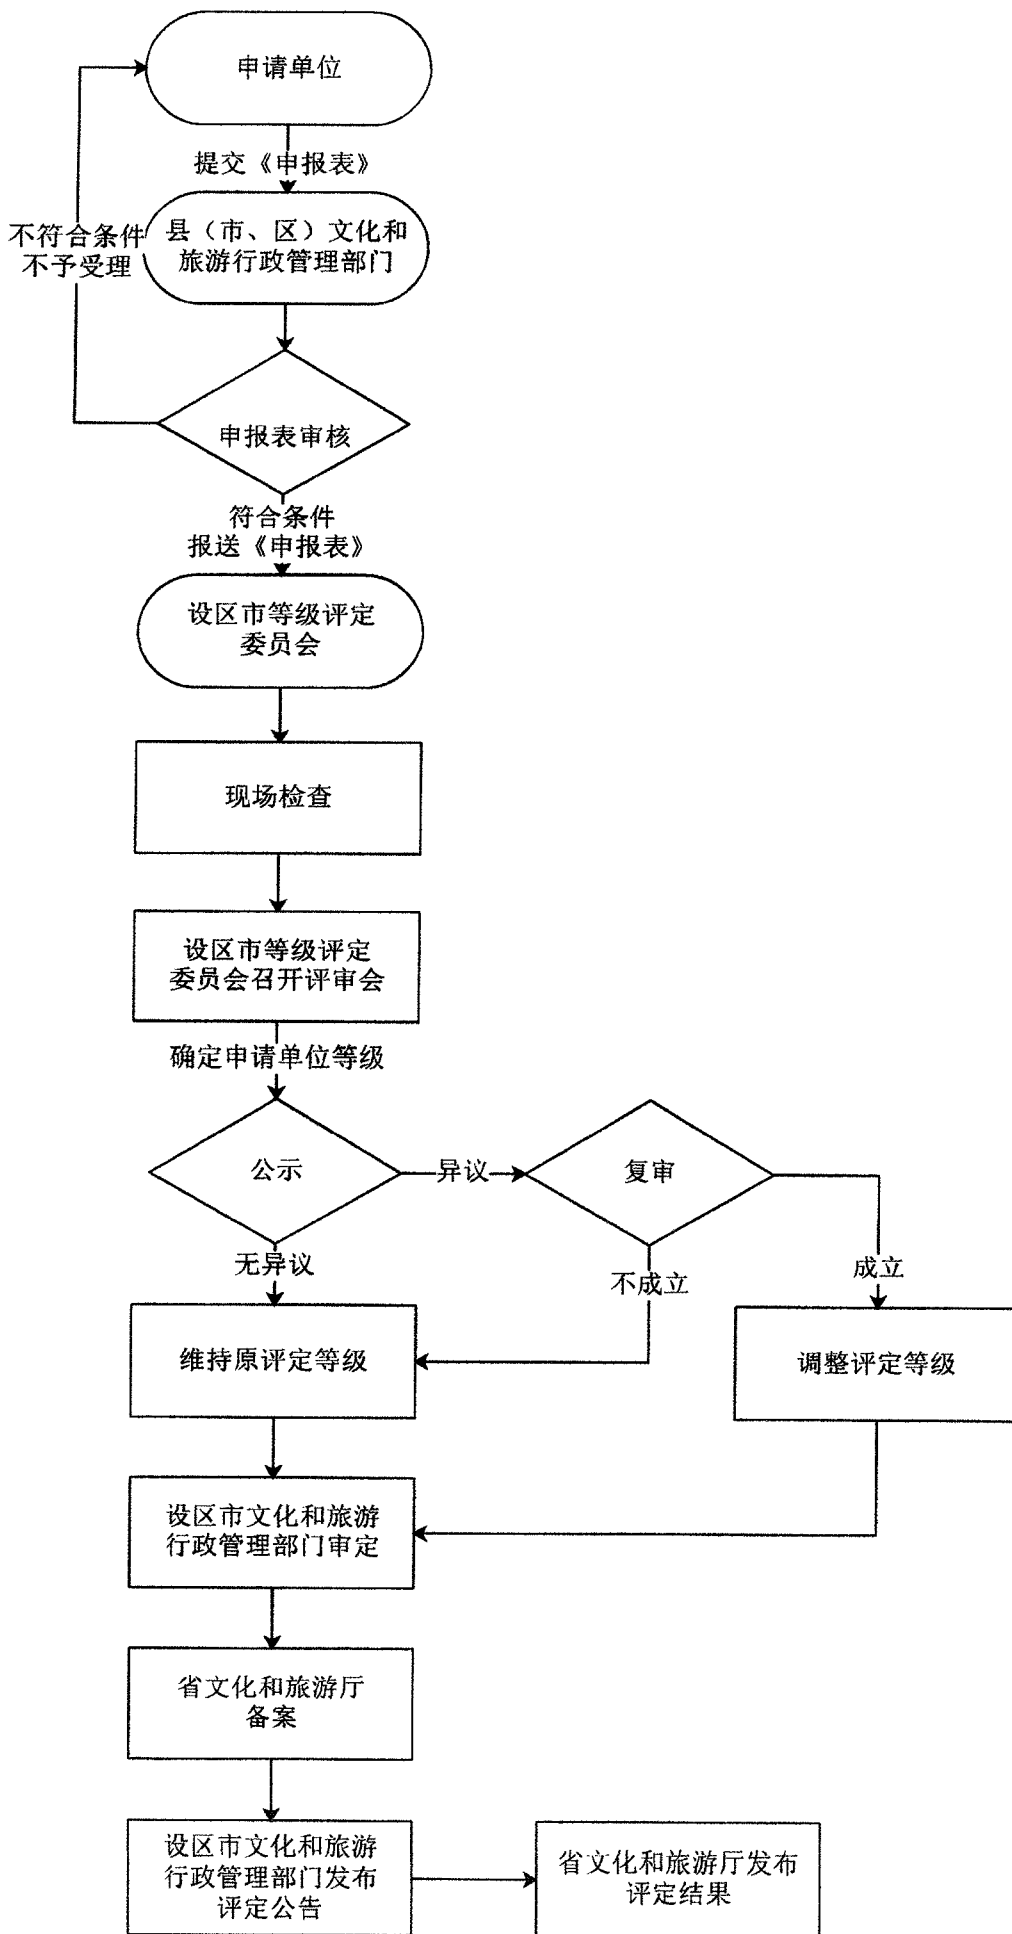 申请单位
提交《申报表》
不符合条件
不予受理
县（市、区）文化和
旅游行政管理部门
申报表审核
符合条件
报送《申报表》
设区市等级评定
委员会
现场检查
设区市等级评定
委员会召开评审会
确定申请单位等级
公示
异议
复审
无异议
不成立
成立
维持原评定等级
调整评定等级
设区市文化和旅游
行政管理部门审定
省文化和旅游厅
备案
设区市文化和旅游
行政管理部门发布
评定公告
省文化和旅游厅发布
评定结果